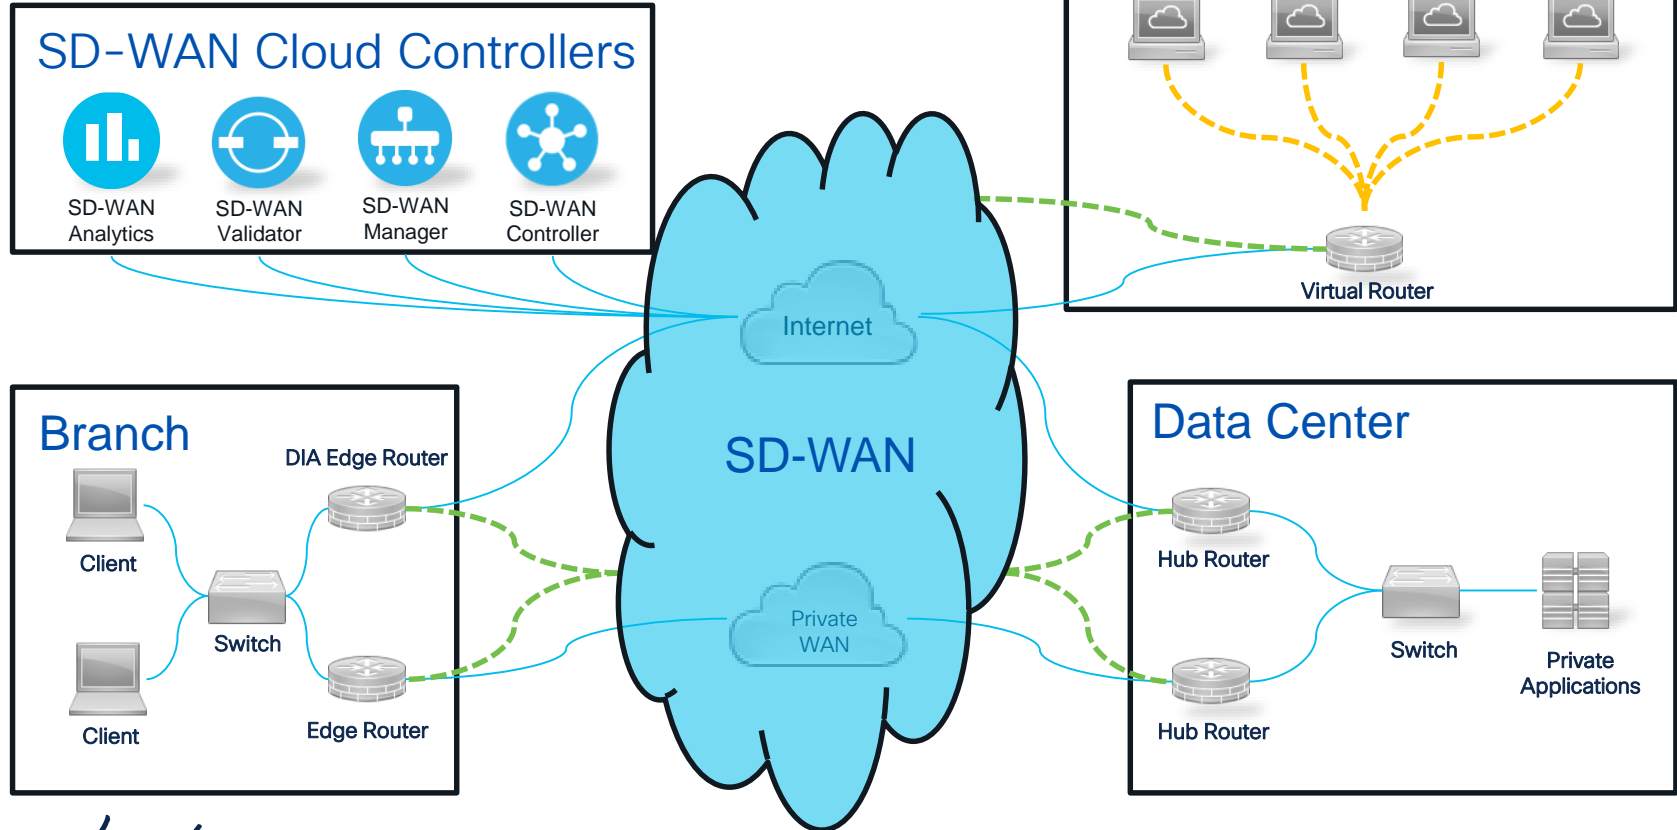 SD-WAN Cloud Controllers
SD-WAN
Analytics
SD-WAN
Validator
SD-WAN
Manager
SD-WAN
Controller
Virtual Router
Internet
SD-WAN
Private
WAN
Branch
DIA Edge Router
Client
Switch
Client
Edge Router
Data Center
Hub Router
Switch
Private
Applications
Hub Router